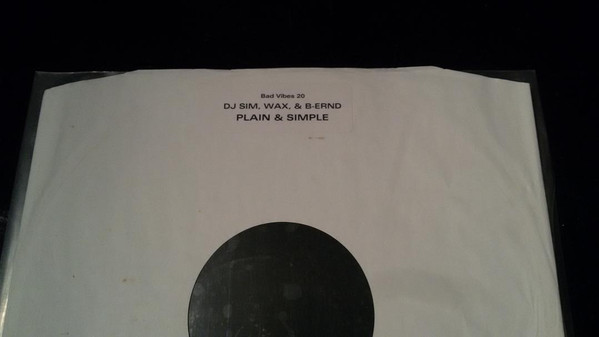 Bad Vibes 20
DJ SIM, WAX, & B-ERND
PLAIN & SIMPLE